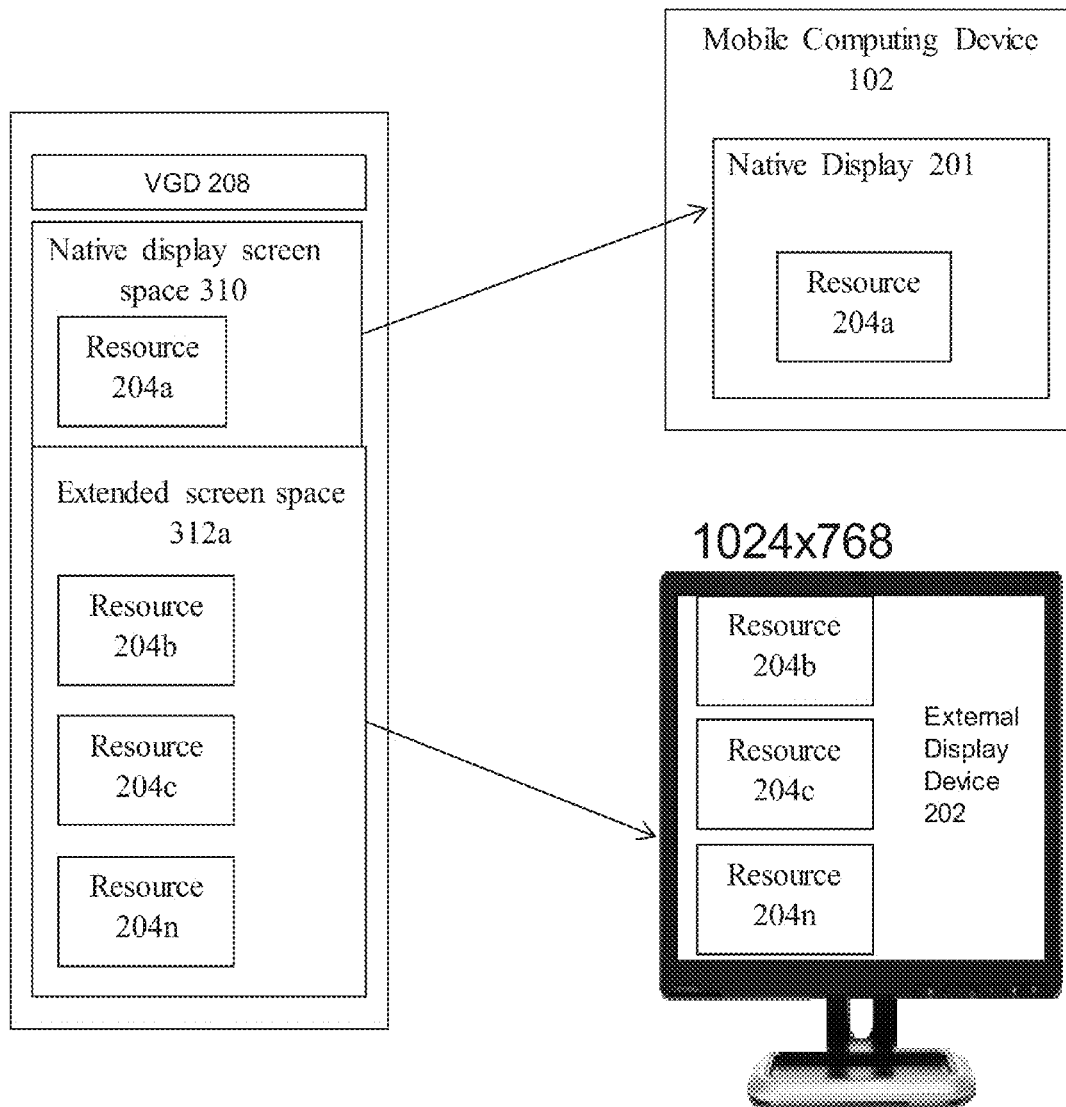 VGD 208
Native display screen
space 310
Resource
204a
Extended screen space
312a
Resource
204b
Resource
204c
Resource
204n
Mobile Computing Device
102
Native Display 201
Resource
204a
1024x768
Resource
204b
Resource
204c
Resource
204n
External
Display
Device
202